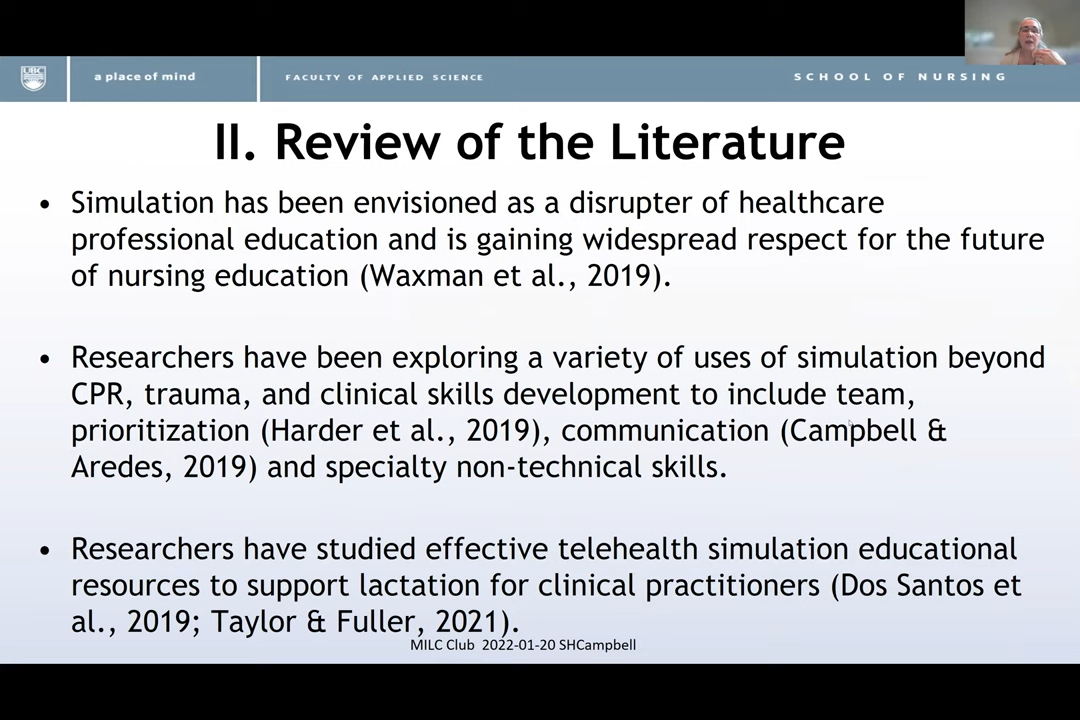 UBC
a place of mind
FACULTY OF APPLIED SCIENCE
SCHOOL OF NURSING
II. Review of the Literature
• Simulation has been envisioned as a disrupter of healthcare
professional education and is gaining widespread respect for the future
of nursing education (Waxman et al., 2019).
• Researchers have been exploring a variety of uses of simulation beyond
CPR, trauma, and clinical skills development to include team,
prioritization (Harder et al., 2019), communication (Campbell &
Aredes, 2019) and specialty non-technical skills.
• Researchers have studied effective telehealth simulation educational
resources to support lactation for clinical practitioners (Dos Santos et
al., 2019; Taylor & Fuller, 2021).
MILC Club 2022-01-20 SHCampbell